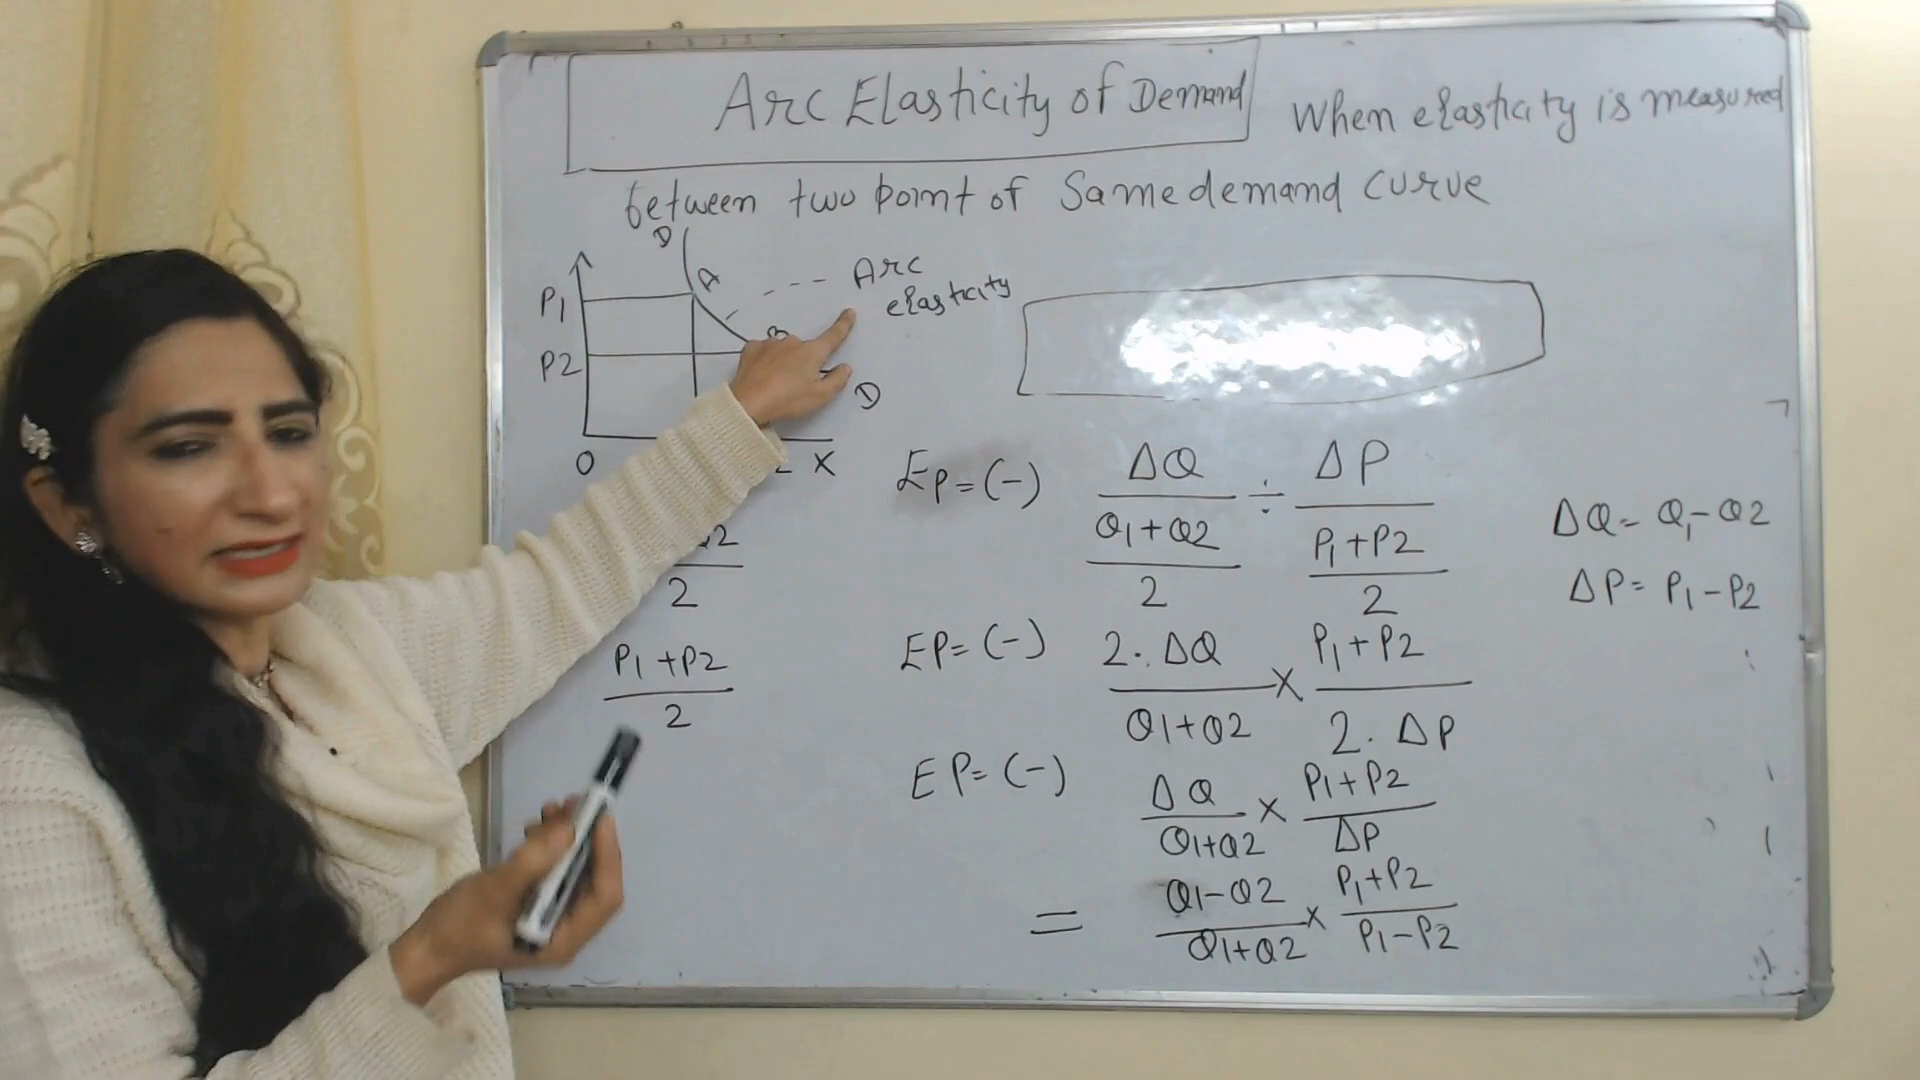 Arc Elasticity of Demand When elasticity is measured
between two point of Same demand curve
D
A
Arc
elasticity
P1
B
P2
D
O
X
Q2
2
P1+P2
2
EP=(-) ΔQ ÷ ΔP
Q1+Q2 P1+P2
2 2
ΔQ= Q1-Q2
ΔP= P1-P2
EP=(-) 2. ΔQ × P1+P2
Q1+Q2 2. ΔP
EP=(-) ΔQ × P1+P2
Q1+Q2 ΔP
= Q1-Q2 × P1+P2
Q1+Q2 P1-P2